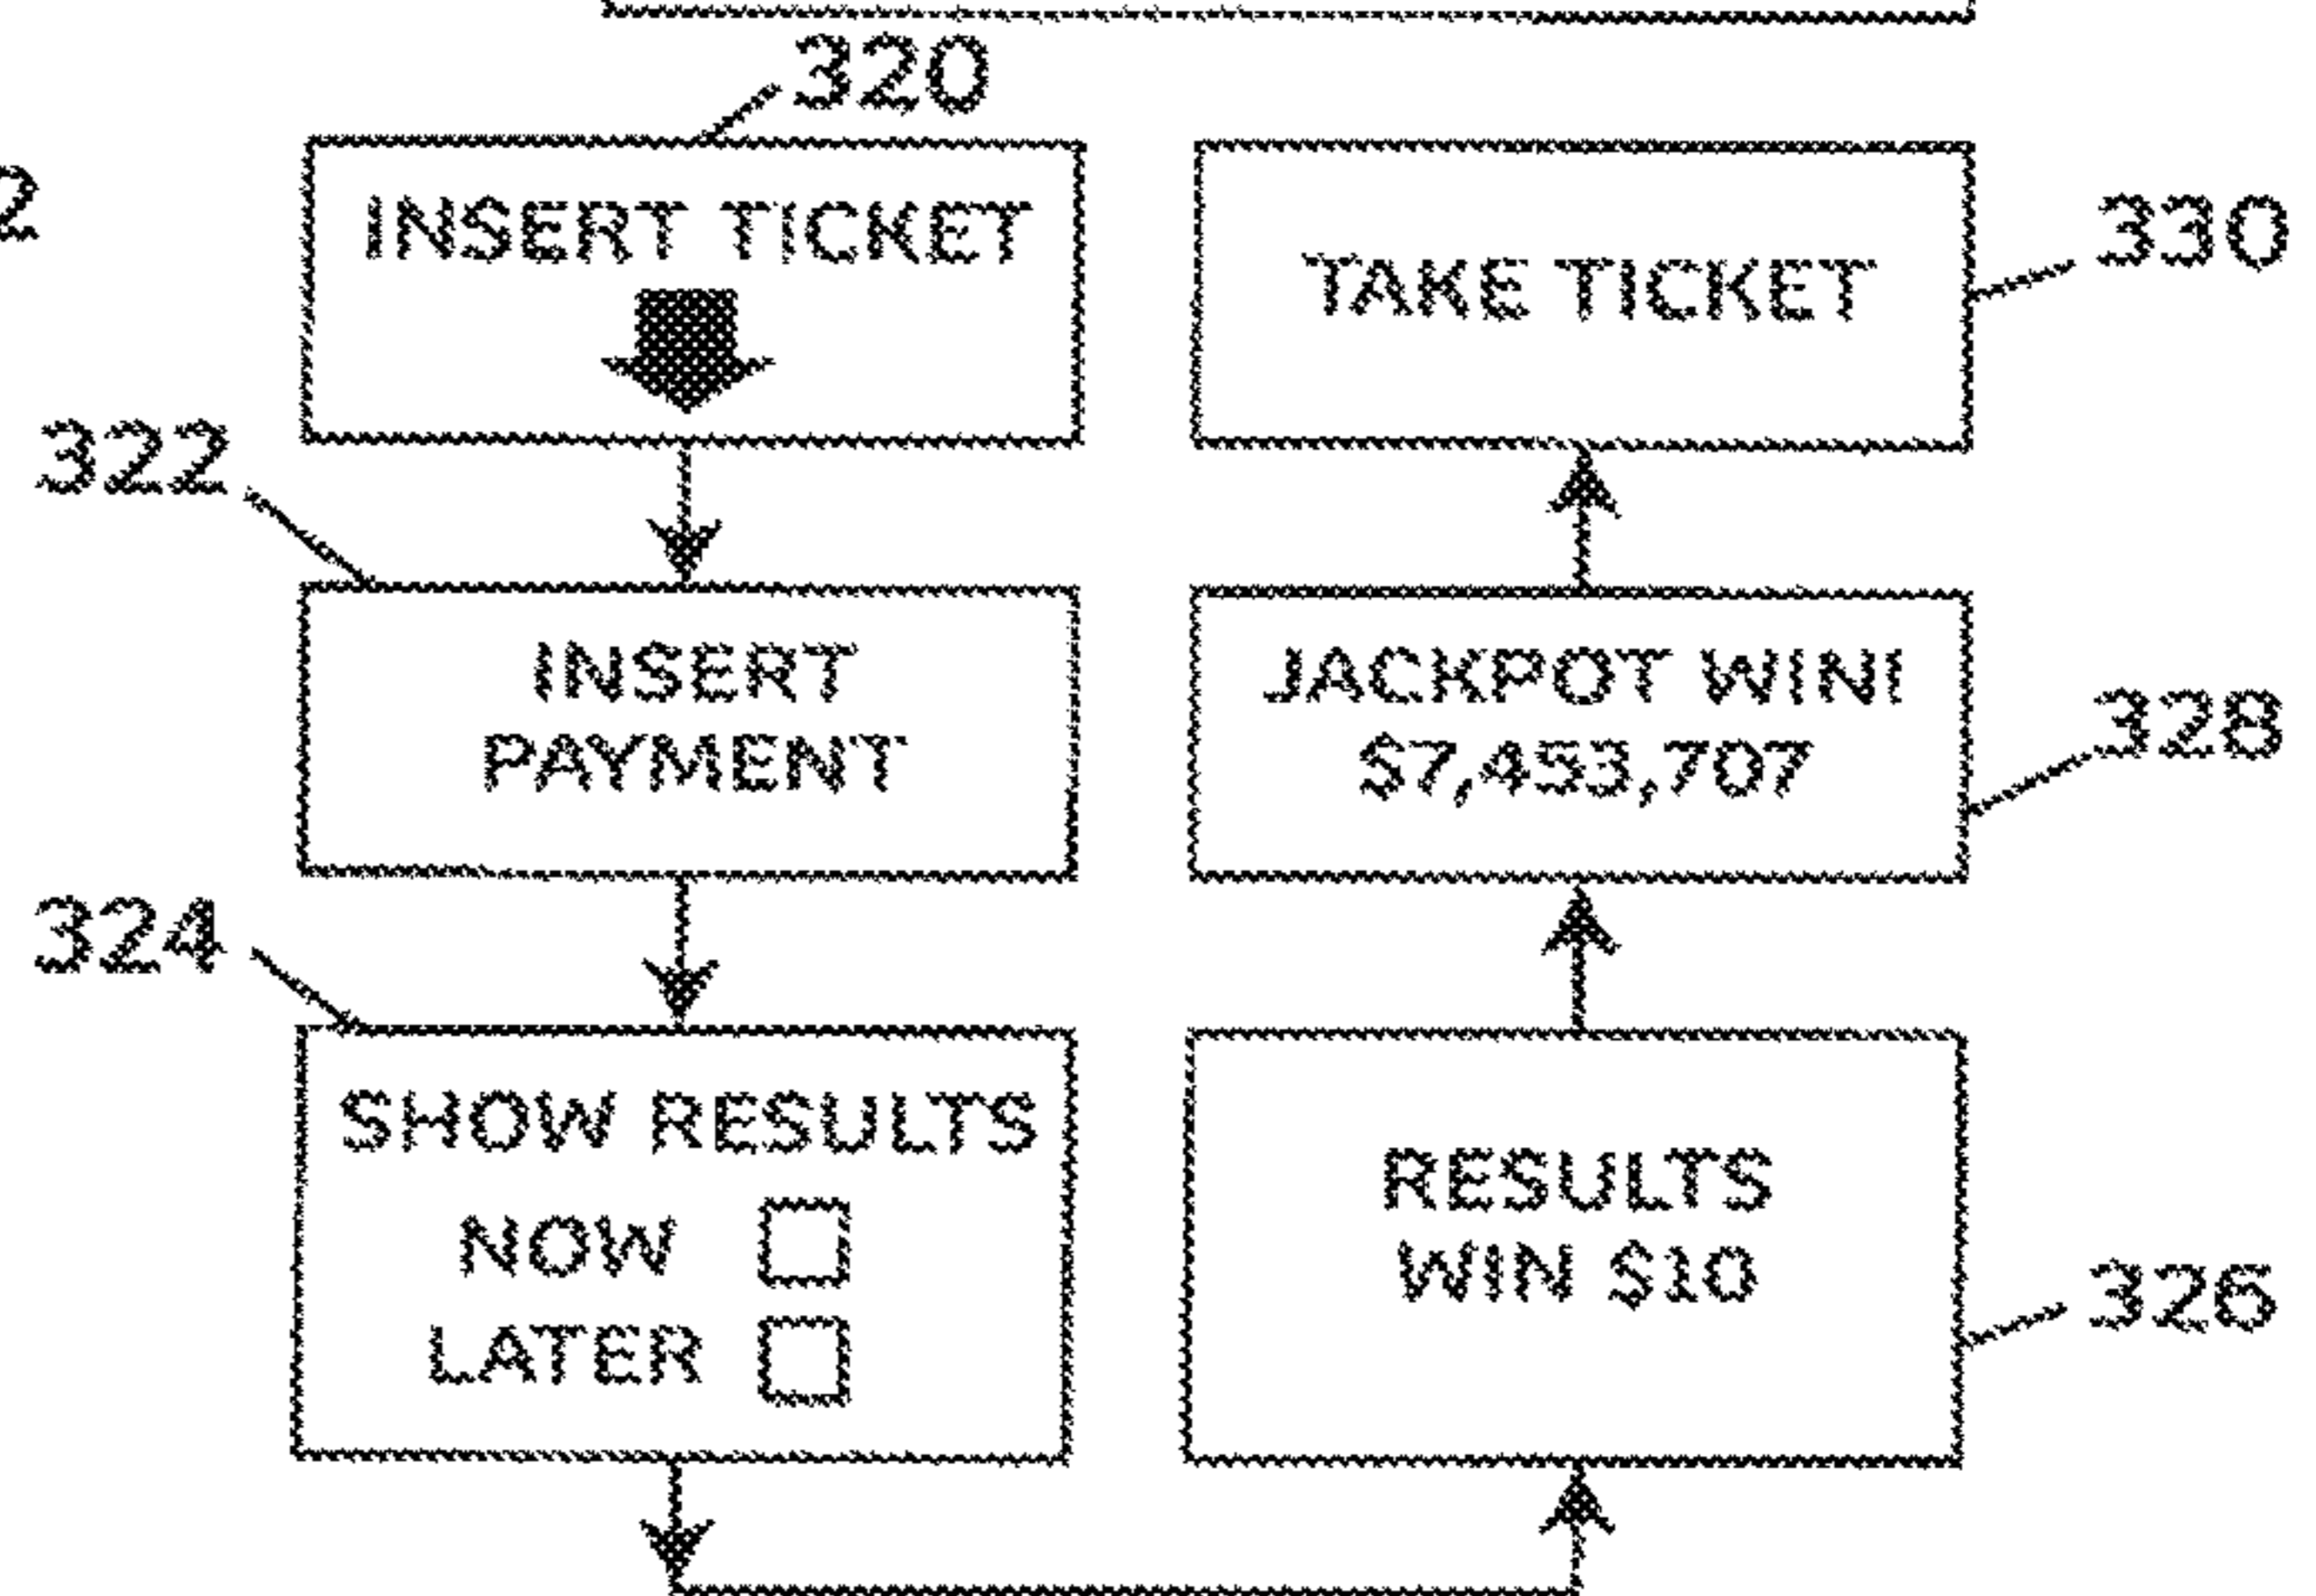 320
INSERT TICKET
322
INSERT
PAYMENT
324
SHOW RESULTS
NOW
LATER
TAKE TICKET
330
JACKPOT WIN!
$7,453,707
328
RESULTS
WIN $10
326